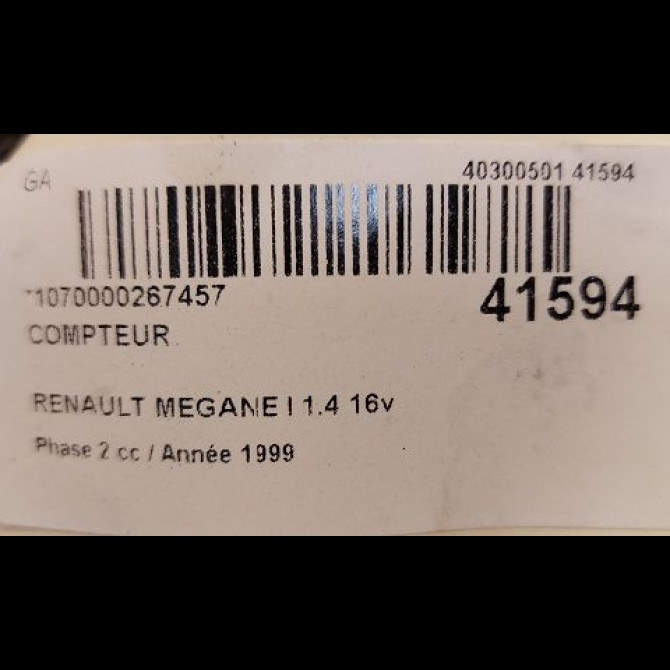 GA
40300501 41594
1070000267457
41594
COMPTEUR
RENAULT MEGANE I 1.4 16v
Phase 2 cc / Année 1999